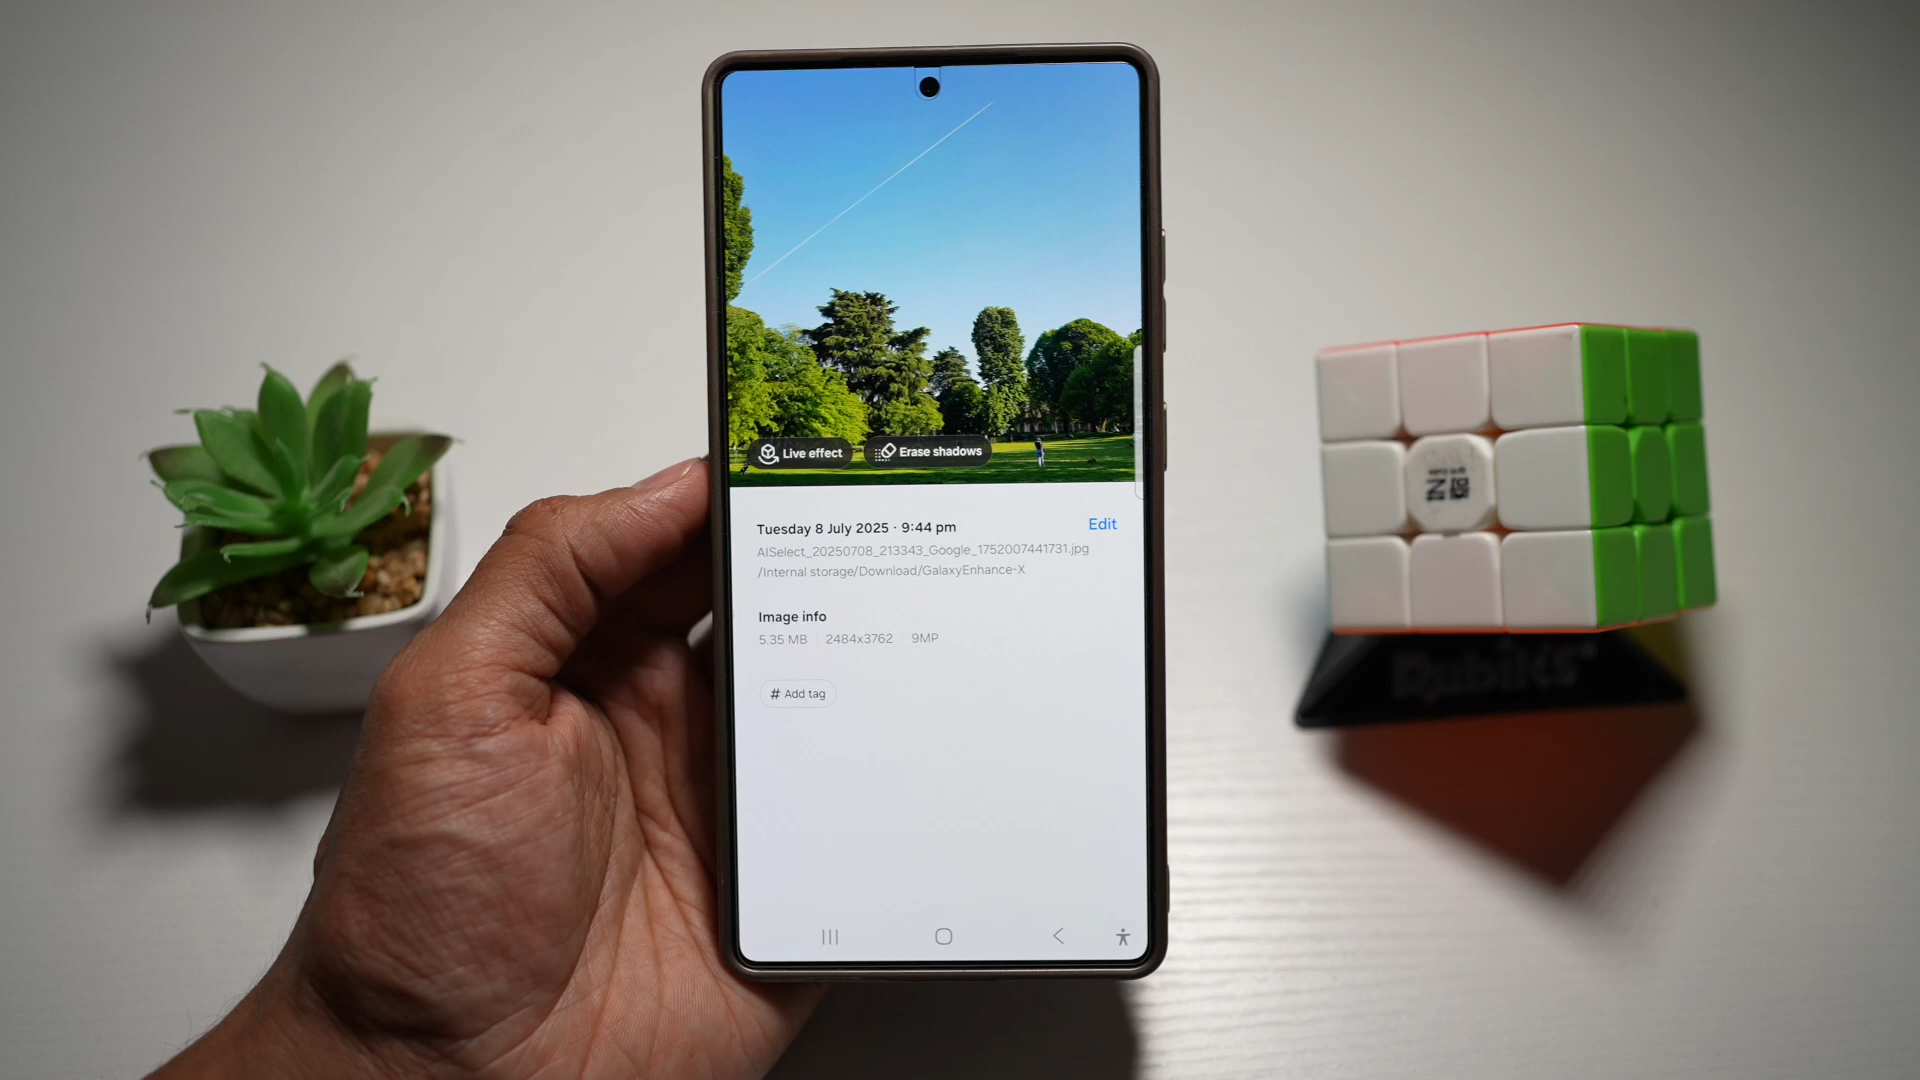 Live effect
Erase shadows
Tuesday 8 July 2025 · 9:44 pm
Edit
AISelect_20250708_213343_Google_1752007441731.jpg
/Internal storage/Download/GalaxyEnhance-X
Image info
5.35 MB
2484x3762
9MP
# Add tag
Rubik's